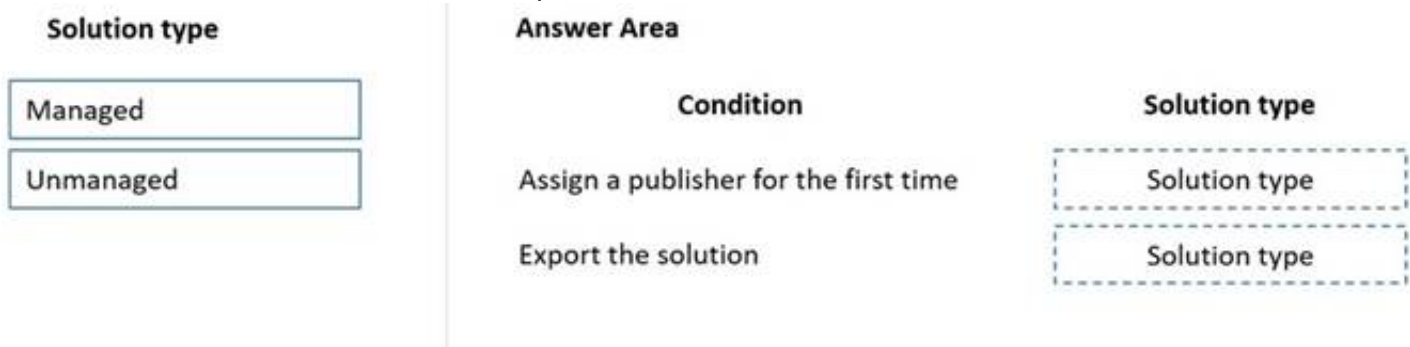 Solution type
Managed
Unmanaged
Answer Area
Condition
Solution type
Assign a publisher for the first time
Solution type
Export the solution
Solution type